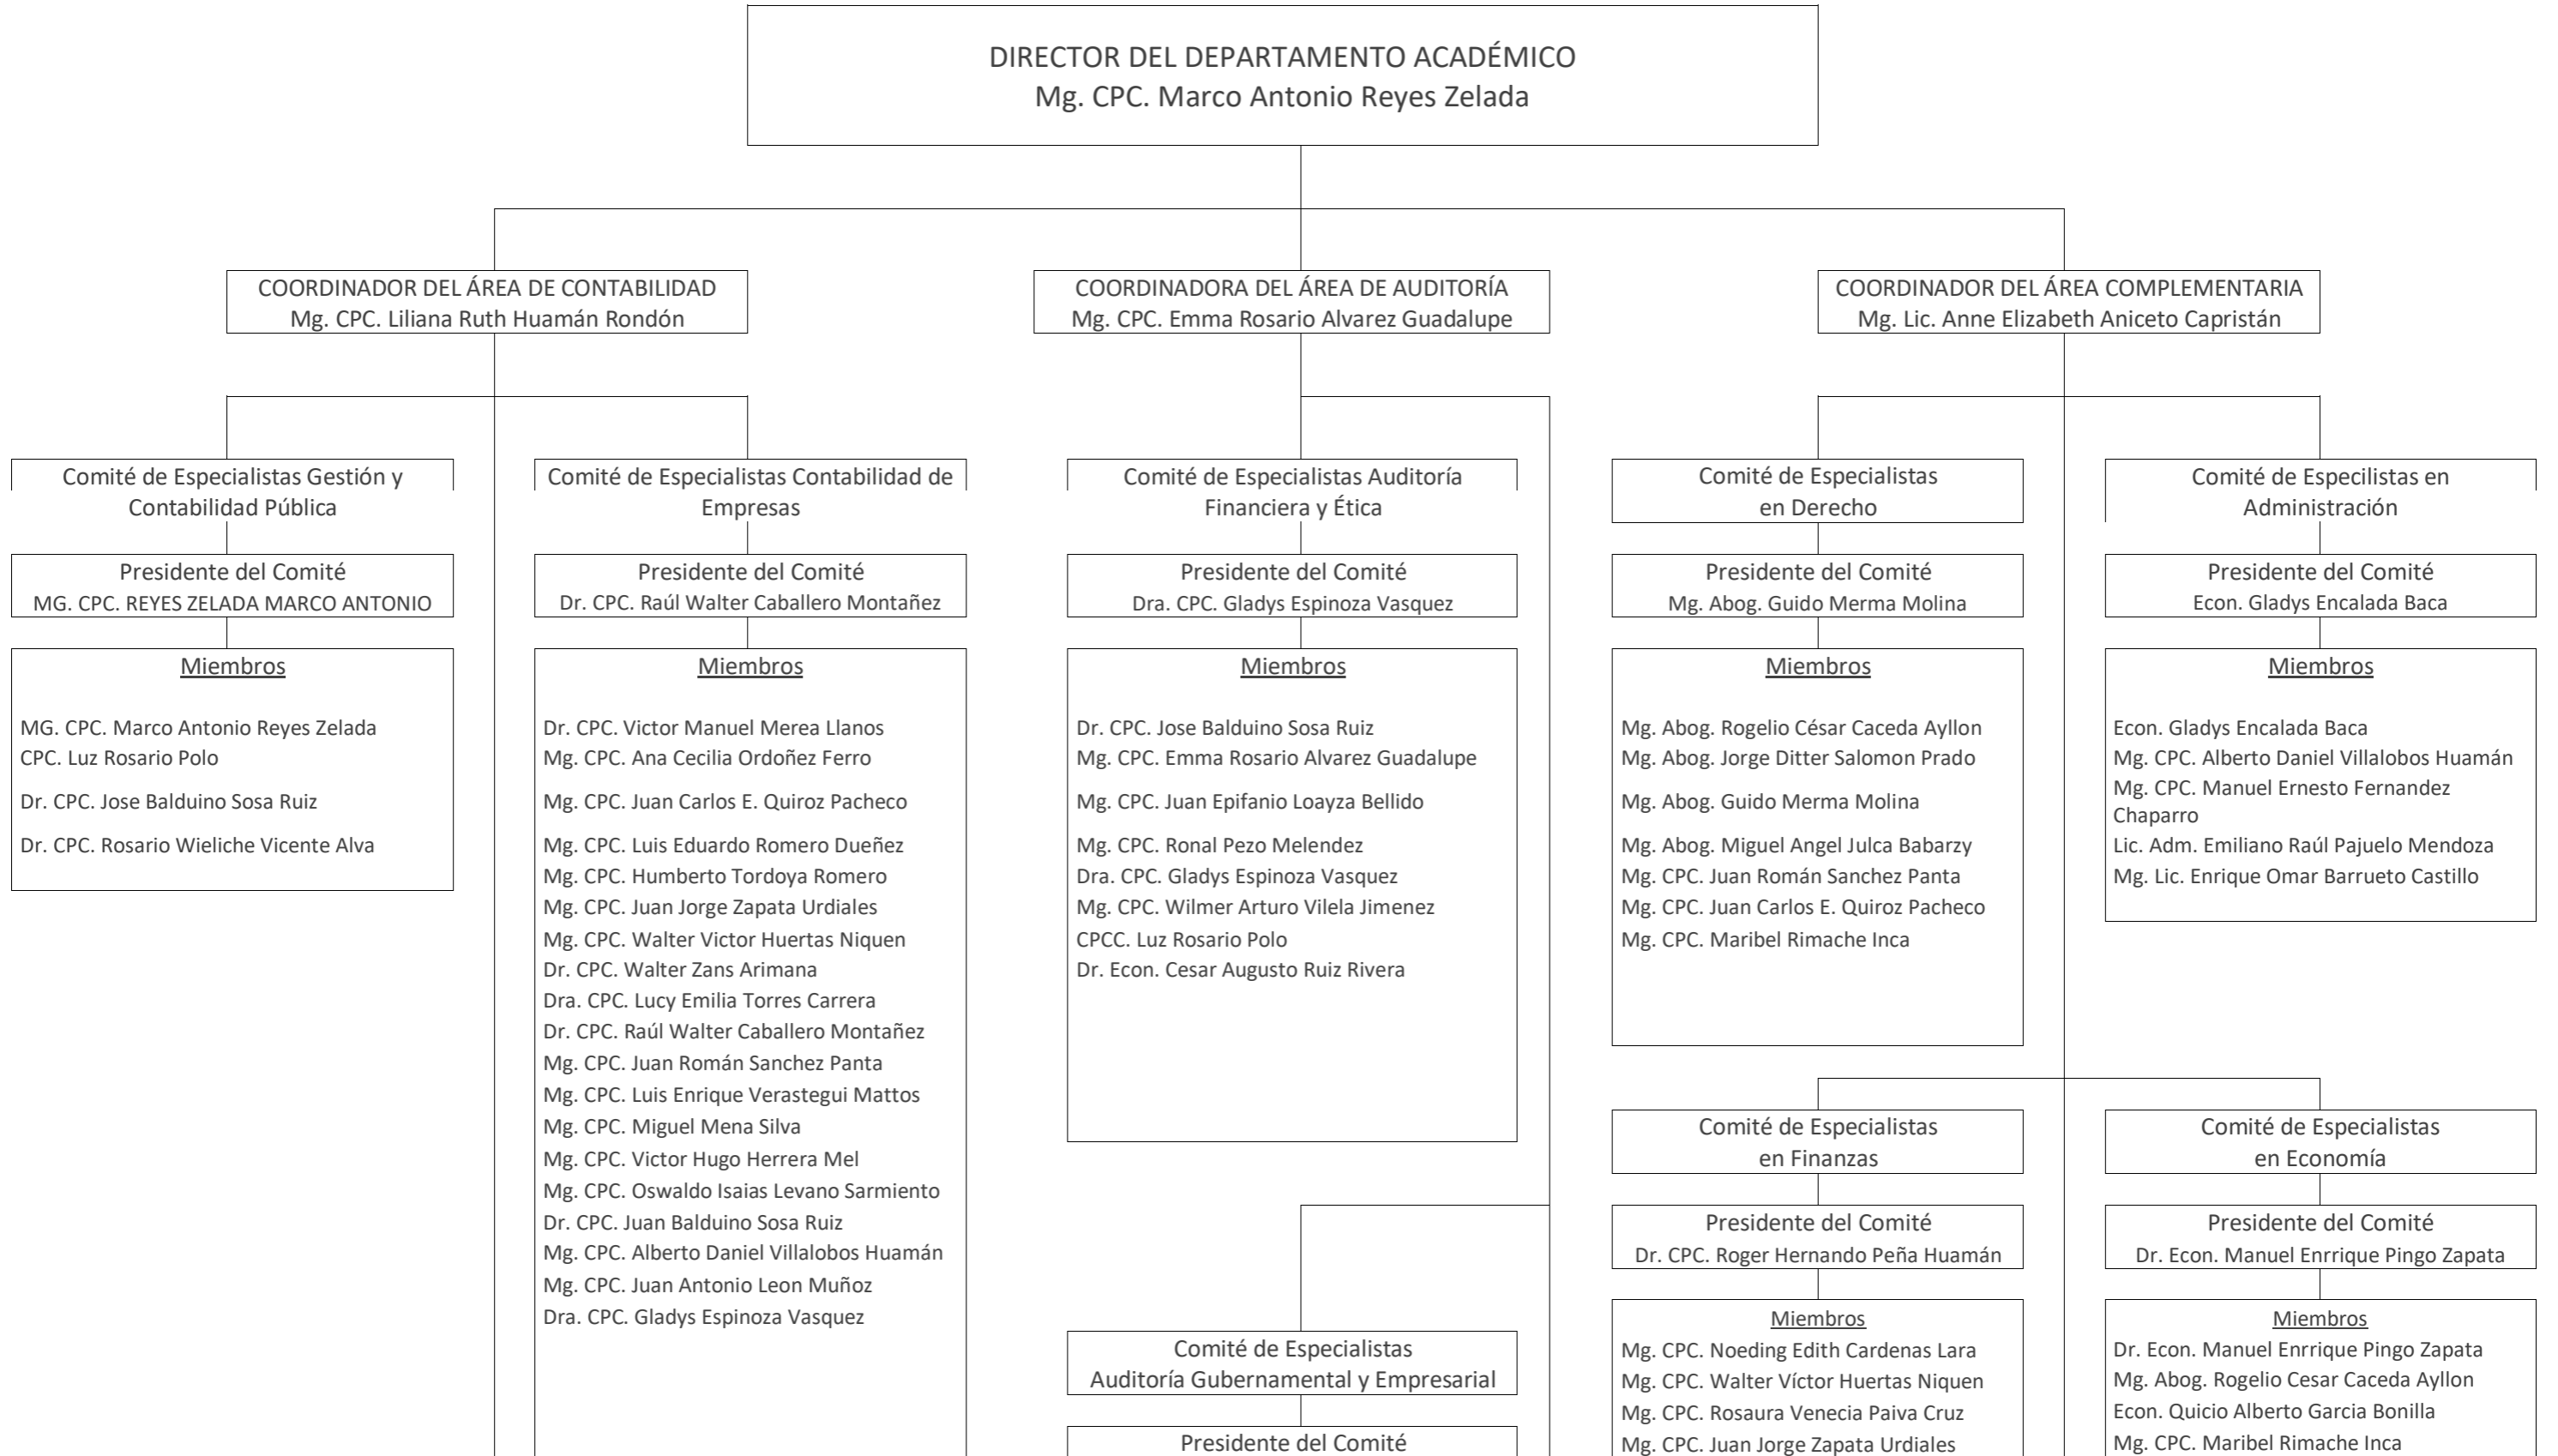 DIRECTOR DEL DEPARTAMENTO ACADÉMICO
Mg. CPC. Marco Antonio Reyes Zelada
COORDINADOR DEL ÁREA DE CONTABILIDAD
Mg. CPC. Liliana Ruth Huamán Rondón
COORDINADORA DEL ÁREA DE AUDITORÍA
Mg. CPC. Emma Rosario Alvarez Guadalupe
COORDINADOR DEL ÁREA COMPLEMENTARIA
Mg. Lic. Anne Elizabeth Aniceto Capristán
Comité de Especialistas Gestión y
Contabilidad Pública
Presidente del Comité
MG. CPC. REYES ZELADA MARCO ANTONIO
Miembros
MG. CPC. Marco Antonio Reyes Zelada
CPC. Luz Rosario Polo
Dr. CPC. Jose Balduino Sosa Ruiz
Dr. CPC. Rosario Wieliche Vicente Alva
Comité de Especialistas Contabilidad de
Empresas
Presidente del Comité
Dr. CPC. Raúl Walter Caballero Montañez
Miembros
Dr. CPC. Victor Manuel Merea Llanos
Mg. CPC. Ana Cecilia Ordoñez Ferro
Mg. CPC. Juan Carlos E. Quiroz Pacheco
Mg. CPC. Luis Eduardo Romero Dueñez
Mg. CPC. Humberto Tordoya Romero
Mg. CPC. Juan Jorge Zapata Urdiales
Mg. CPC. Walter Victor Huertas Niquen
Dr. CPC. Walter Zans Arimana
Dra. CPC. Lucy Emilia Torres Carrera
Dr. CPC. Raúl Walter Caballero Montañez
Mg. CPC. Juan Román Sanchez Panta
Mg. CPC. Luis Enrique Verastegui Mattos
Mg. CPC. Miguel Mena Silva
Mg. CPC. Victor Hugo Herrera Mel
Mg. CPC. Oswaldo Isaias Levano Sarmiento
Dr. CPC. Juan Balduino Sosa Ruiz
Mg. CPC. Alberto Daniel Villalobos Huamán
Mg. CPC. Juan Antonio Leon Muñoz
Dra. CPC. Gladys Espinoza Vasquez
Comité de Especialistas Auditoría
Financiera y Ética
Presidente del Comité
Dra. CPC. Gladys Espinoza Vasquez
Miembros
Dr. CPC. Jose Balduino Sosa Ruiz
Mg. CPC. Emma Rosario Alvarez Guadalupe
Mg. CPC. Juan Epifanio Loayza Bellido
Mg. CPC. Ronal Pezo Melendez
Dra. CPC. Gladys Espinoza Vasquez
Mg. CPC. Wilmer Arturo Vilela Jimenez
CPCC. Luz Rosario Polo
Dr. Econ. Cesar Augusto Ruiz Rivera
Comité de Especialistas
Auditoría Gubernamental y Empresarial
Presidente del Comité
Comité de Especialistas
en Derecho
Presidente del Comité
Mg. Abog. Guido Merma Molina
Miembros
Mg. Abog. Rogelio César Caceda Ayllon
Mg. Abog. Jorge Ditter Salomon Prado
Mg. Abog. Guido Merma Molina
Mg. Abog. Miguel Angel Julca Babarzy
Mg. CPC. Juan Román Sanchez Panta
Mg. CPC. Juan Carlos E. Quiroz Pacheco
Mg. CPC. Maribel Rimache Inca
Comité de Especilistas en
Administración
Presidente del Comité
Econ. Gladys Encalada Baca
Miembros
Econ. Gladys Encalada Baca
Mg. CPC. Alberto Daniel Villalobos Huamán
Mg. CPC. Manuel Ernesto Fernandez
Chaparro
Lic. Adm. Emiliano Raúl Pajuelo Mendoza
Mg. Lic. Enrique Omar Barrueto Castillo
Comité de Especialistas
en Finanzas
Presidente del Comité
Dr. CPC. Roger Hernando Peña Huamán
Miembros
Mg. CPC. Noeding Edith Cardenas Lara
Mg. CPC. Walter Víctor Huertas Niquen
Mg. CPC. Rosaura Venecia Paiva Cruz
Mg. CPC. Juan Jorge Zapata Urdiales
Comité de Especialistas
en Economía
Presidente del Comité
Dr. Econ. Manuel Enrrique Pingo Zapata
Miembros
Dr. Econ. Manuel Enrrique Pingo Zapata
Mg. Abog. Rogelio Cesar Caceda Ayllon
Econ. Quicio Alberto Garcia Bonilla
Mg. CPC. Maribel Rimache Inca